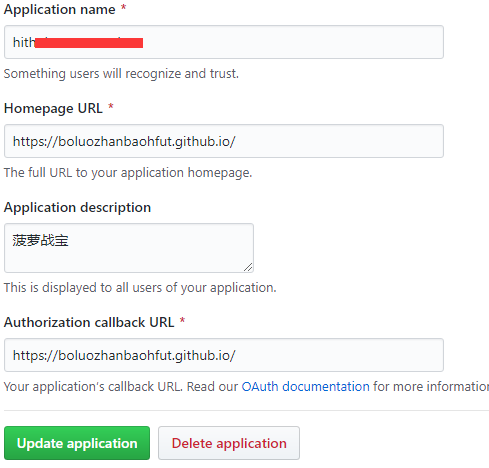 Application name *
hith
Something users will recognize and trust.
Homepage URL *
https://boluozhanbaohfut.github.io/
The full URL to your application homepage.
Application description
菠萝战宝
This is displayed to all users of your application.
Authorization callback URL *
https://boluozhanbaohfut.github.io/
Your application's callback URL. Read our OAuth documentation for more information
Update application
Delete application